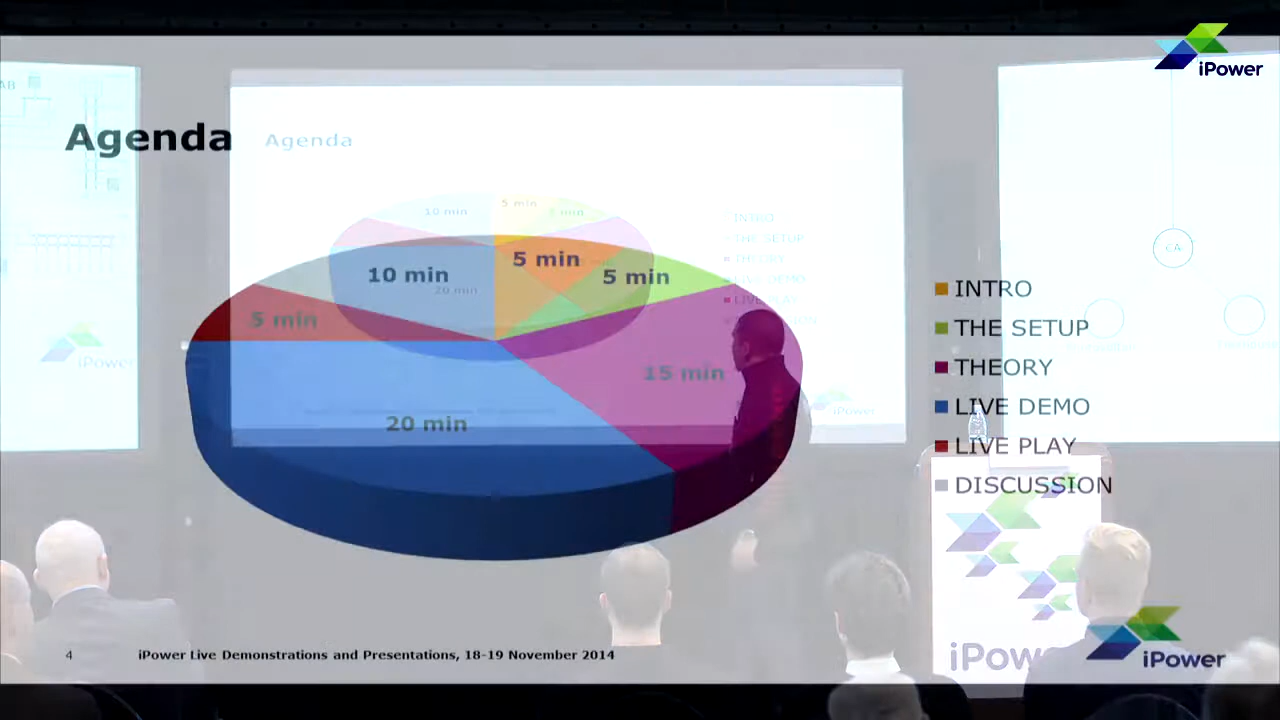 iPower
Agenda
Agenda
5 min
10 min
5 min
5 min
10 min
5 min
20 min
5 min
15 min
20 min
INTRO
THE SETUP
THEORY
LIVE DEMO
LIVE PLAY
DISCUSSION
INTRO
THE SETUP
THEORY
LIVE DEMO
LIVE PLAY
CA
iPower
iPower
iPow
4
iPower Live Demonstrations and Presentations, 18-19 November 2014
iPower